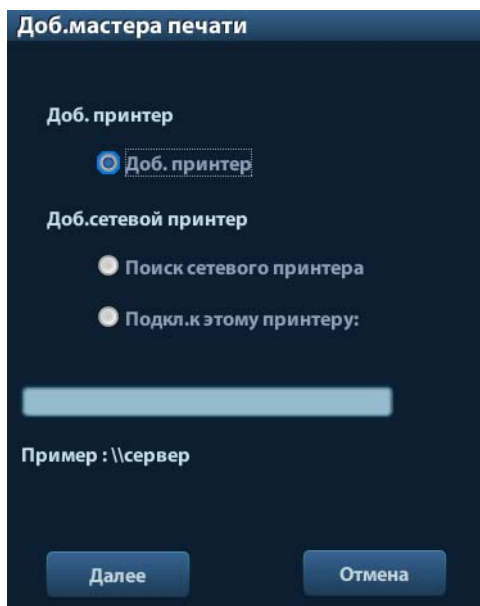 Доб.мастера печати
Доб. принтер
Доб. принтер
Доб.сетевой принтер
Поиск сетевого принтера
Подкл.к этому принтеру:
Пример : \\сервер
Далее
Отмена